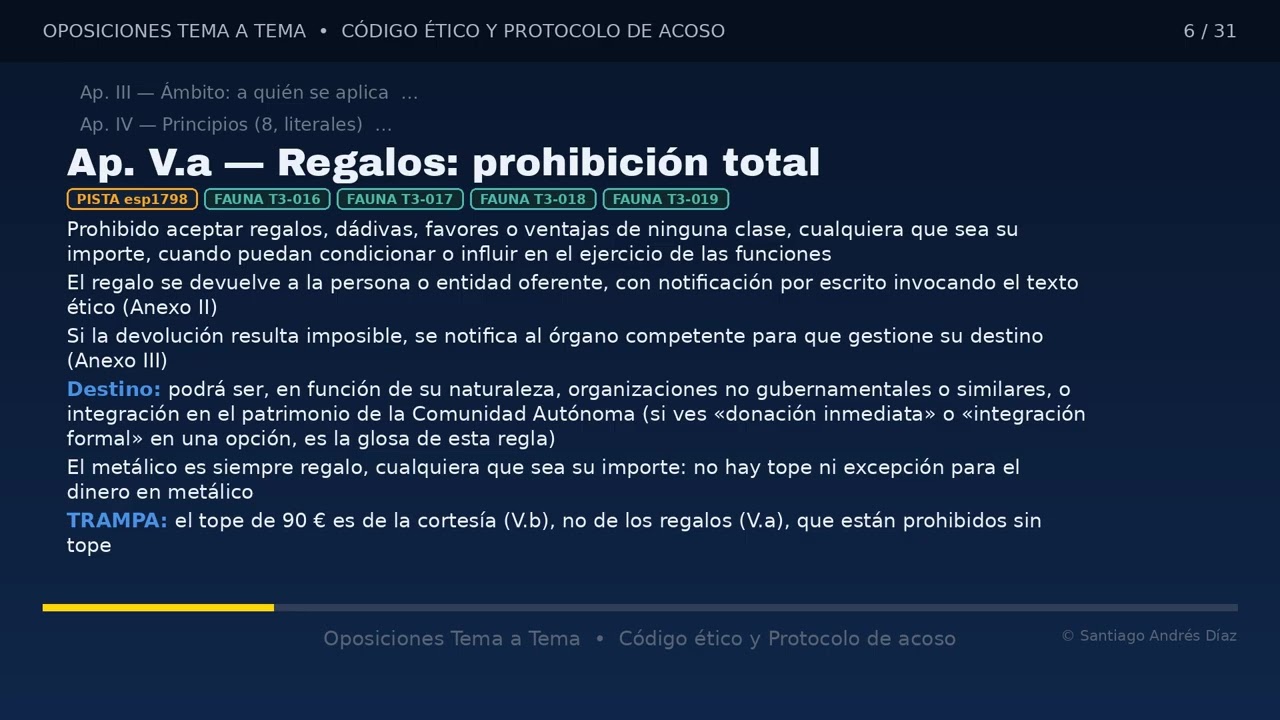 OPOSICIONES TEMA A TEMA • CÓDIGO ÉTICO Y PROTOCOLO DE ACOSO
6 / 31
Ap. III — Ámbito: a quién se aplica …
Ap. IV — Principios (8, literales) …
Ap. V.a — Regalos: prohibición total
PISTA esp1798 FAUNA T3-016 FAUNA T3-017 FAUNA T3-018 FAUNA T3-019
Prohibido aceptar regalos, dádivas, favores o ventajas de ninguna clase, cualquiera que sea su
importe, cuando puedan condicionar o influir en el ejercicio de las funciones
El regalo se devuelve a la persona o entidad oferente, con notificación por escrito invocando el texto
ético (Anexo II)
Si la devolución resulta imposible, se notifica al órgano competente para que gestione su destino
(Anexo III)
Destino: podrá ser, en función de su naturaleza, organizaciones no gubernamentales o similares, o
integración en el patrimonio de la Comunidad Autónoma (si ves «donación inmediata» o «integración
formal» en una opción, es la glosa de esta regla)
El metálico es siempre regalo, cualquiera que sea su importe: no hay tope ni excepción para el
dinero en metálico
TRAMPA: el tope de 90 € es de la cortesía (V.b), no de los regalos (V.a), que están prohibidos sin
tope
Oposiciones Tema a Tema • Código ético y Protocolo de acoso
© Santiago Andrés Díaz